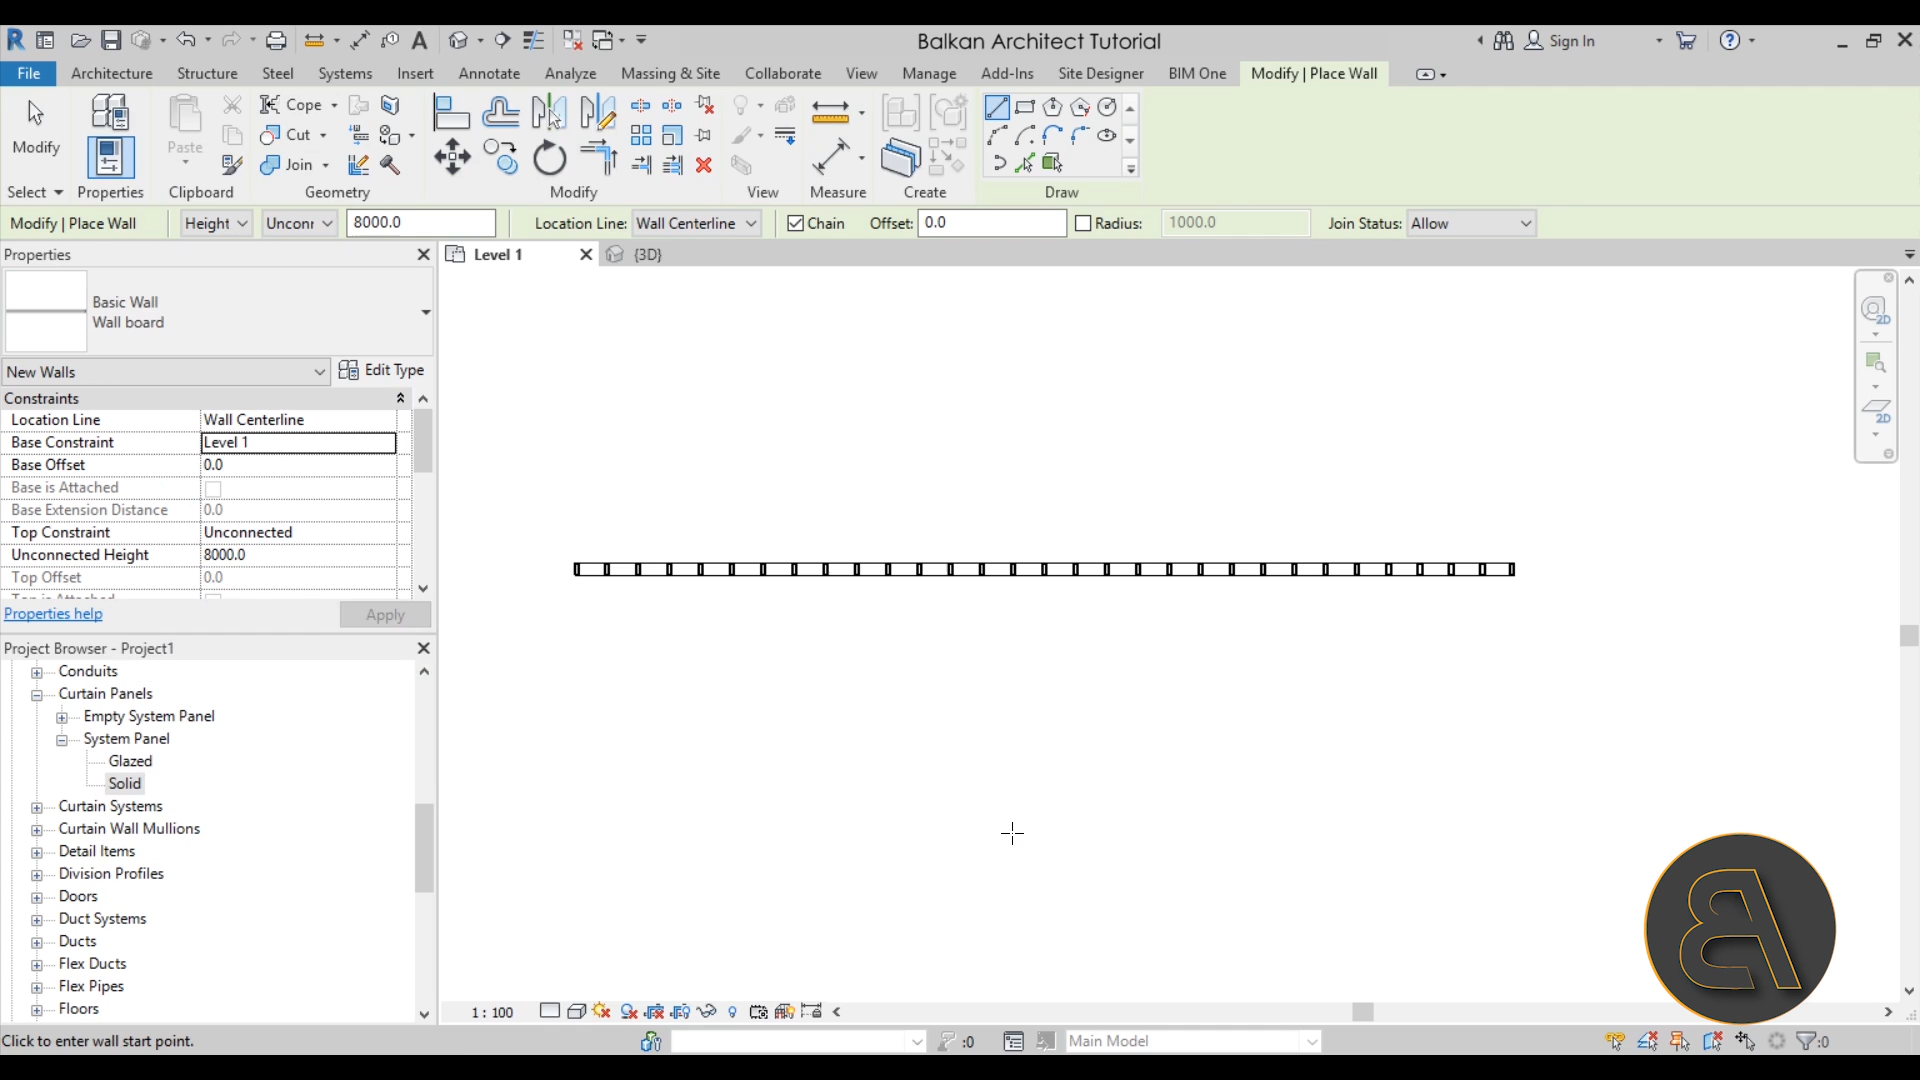 Balkan Architect Tutorial
Sign In
File Architecture Structure Steel Systems Insert Annotate Analyze Massing & Site Collaborate View Manage Add-Ins Site Designer BIM One Modify | Place Wall
Modify
Paste
Cope
Cut
Join
Select Properties Clipboard Geometry Modify View Measure Create Draw
Modify | Place Wall Height Unconr 8000.0 Location Line: Wall Centerline Chain Offset: 0.0 Radius: 1000.0 Join Status: Allow
Properties
Level 1 {3D}
Basic Wall
Wall board
New Walls Edit Type
Constraints
Location Line Wall Centerline
Base Constraint Level 1
Base Offset 0.0
Base is Attached
Base Extension Distance 0.0
Top Constraint Unconnected
Unconnected Height 8000.0
Top Offset 0.0
Properties help Apply
Project Browser - Project1
Conduits
Curtain Panels
Empty System Panel
System Panel
Glazed
Solid
Curtain Systems
Curtain Wall Mullions
Detail Items
Division Profiles
Doors
Duct Systems
Ducts
Flex Ducts
Flex Pipes
Floors
2D
2D
1 : 100
Click to enter wall start point. :0 Main Model :0